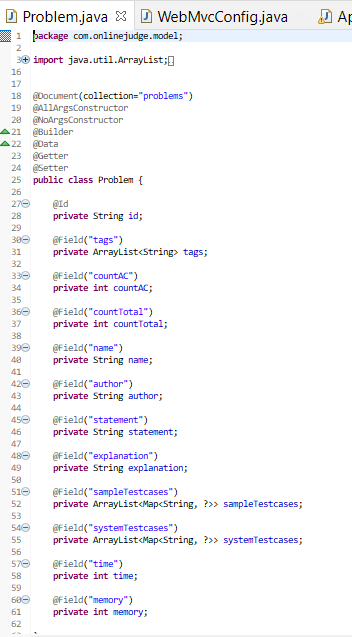 Problem.java
WebMvcConfig.java
Ap
1 package com.onlinejudge.model;
2
3 import java.util.ArrayList;
16
17
18 @Document(collection="problems")
19 @AllArgsConstructor
20 @NoArgsConstructor
21 @Builder
22 @Data
23 @Getter
24 @Setter
25 public class Problem {
26
27 @Id
28 private String id;
29
30 @Field("tags")
31 private ArrayList<String> tags;
32
33 @Field("countAC")
34 private int countAC;
35
36 @Field("countTotal")
37 private int countTotal;
38
39 @Field("name")
40 private String name;
41
42 @Field("author")
43 private String author;
44
45 @Field("statement")
46 private String statement;
47
48 @Field("explanation")
49 private String explanation;
50
51 @Field("sampleTestcases")
52 private ArrayList<Map<String, ?>> sampleTestcases;
53
54 @Field("systemTestcases")
55 private ArrayList<Map<String, ?>> systemTestcases;
56
57 @Field("time")
58 private int time;
59
60 @Field("memory")
61 private int memory;